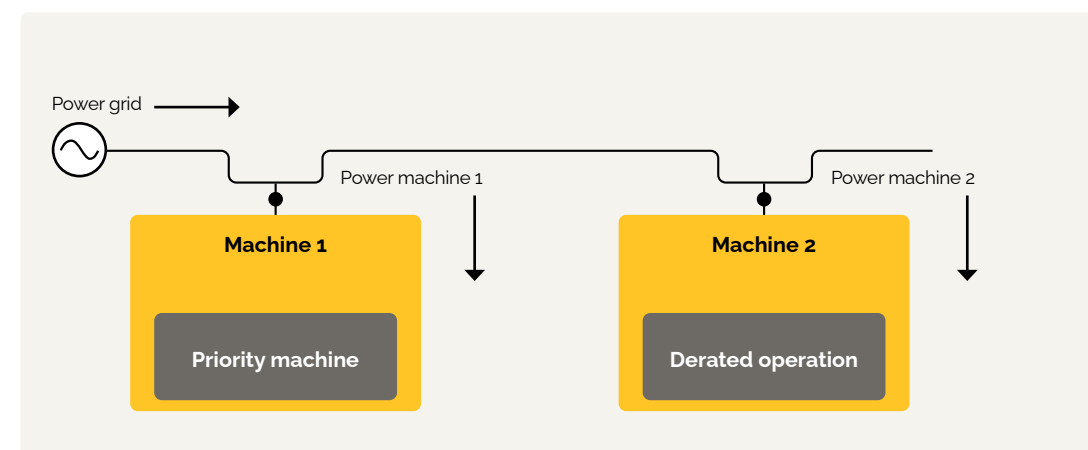 Power grid
Power machine 1
Power machine 2
Machine 1
Machine 2
Priority machine
Derated operation